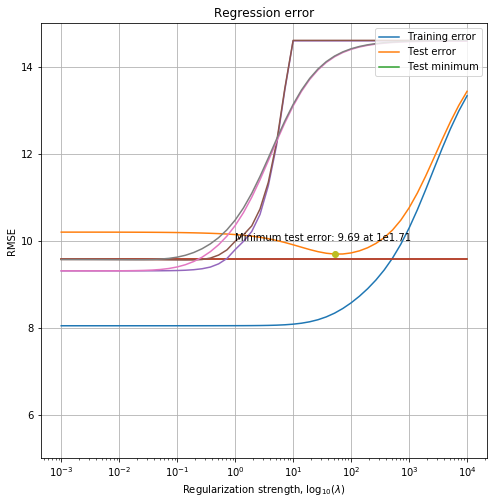 Regression error
Training error
Test error
Test minimum
14
12
10
8
6
RMSE
Minimum test error: 9.69 at 1e1.71
10⁻³ 10⁻² 10⁻¹ 10⁰ 10¹ 10² 10³ 10⁴
Regularization strength, log₁₀(λ)